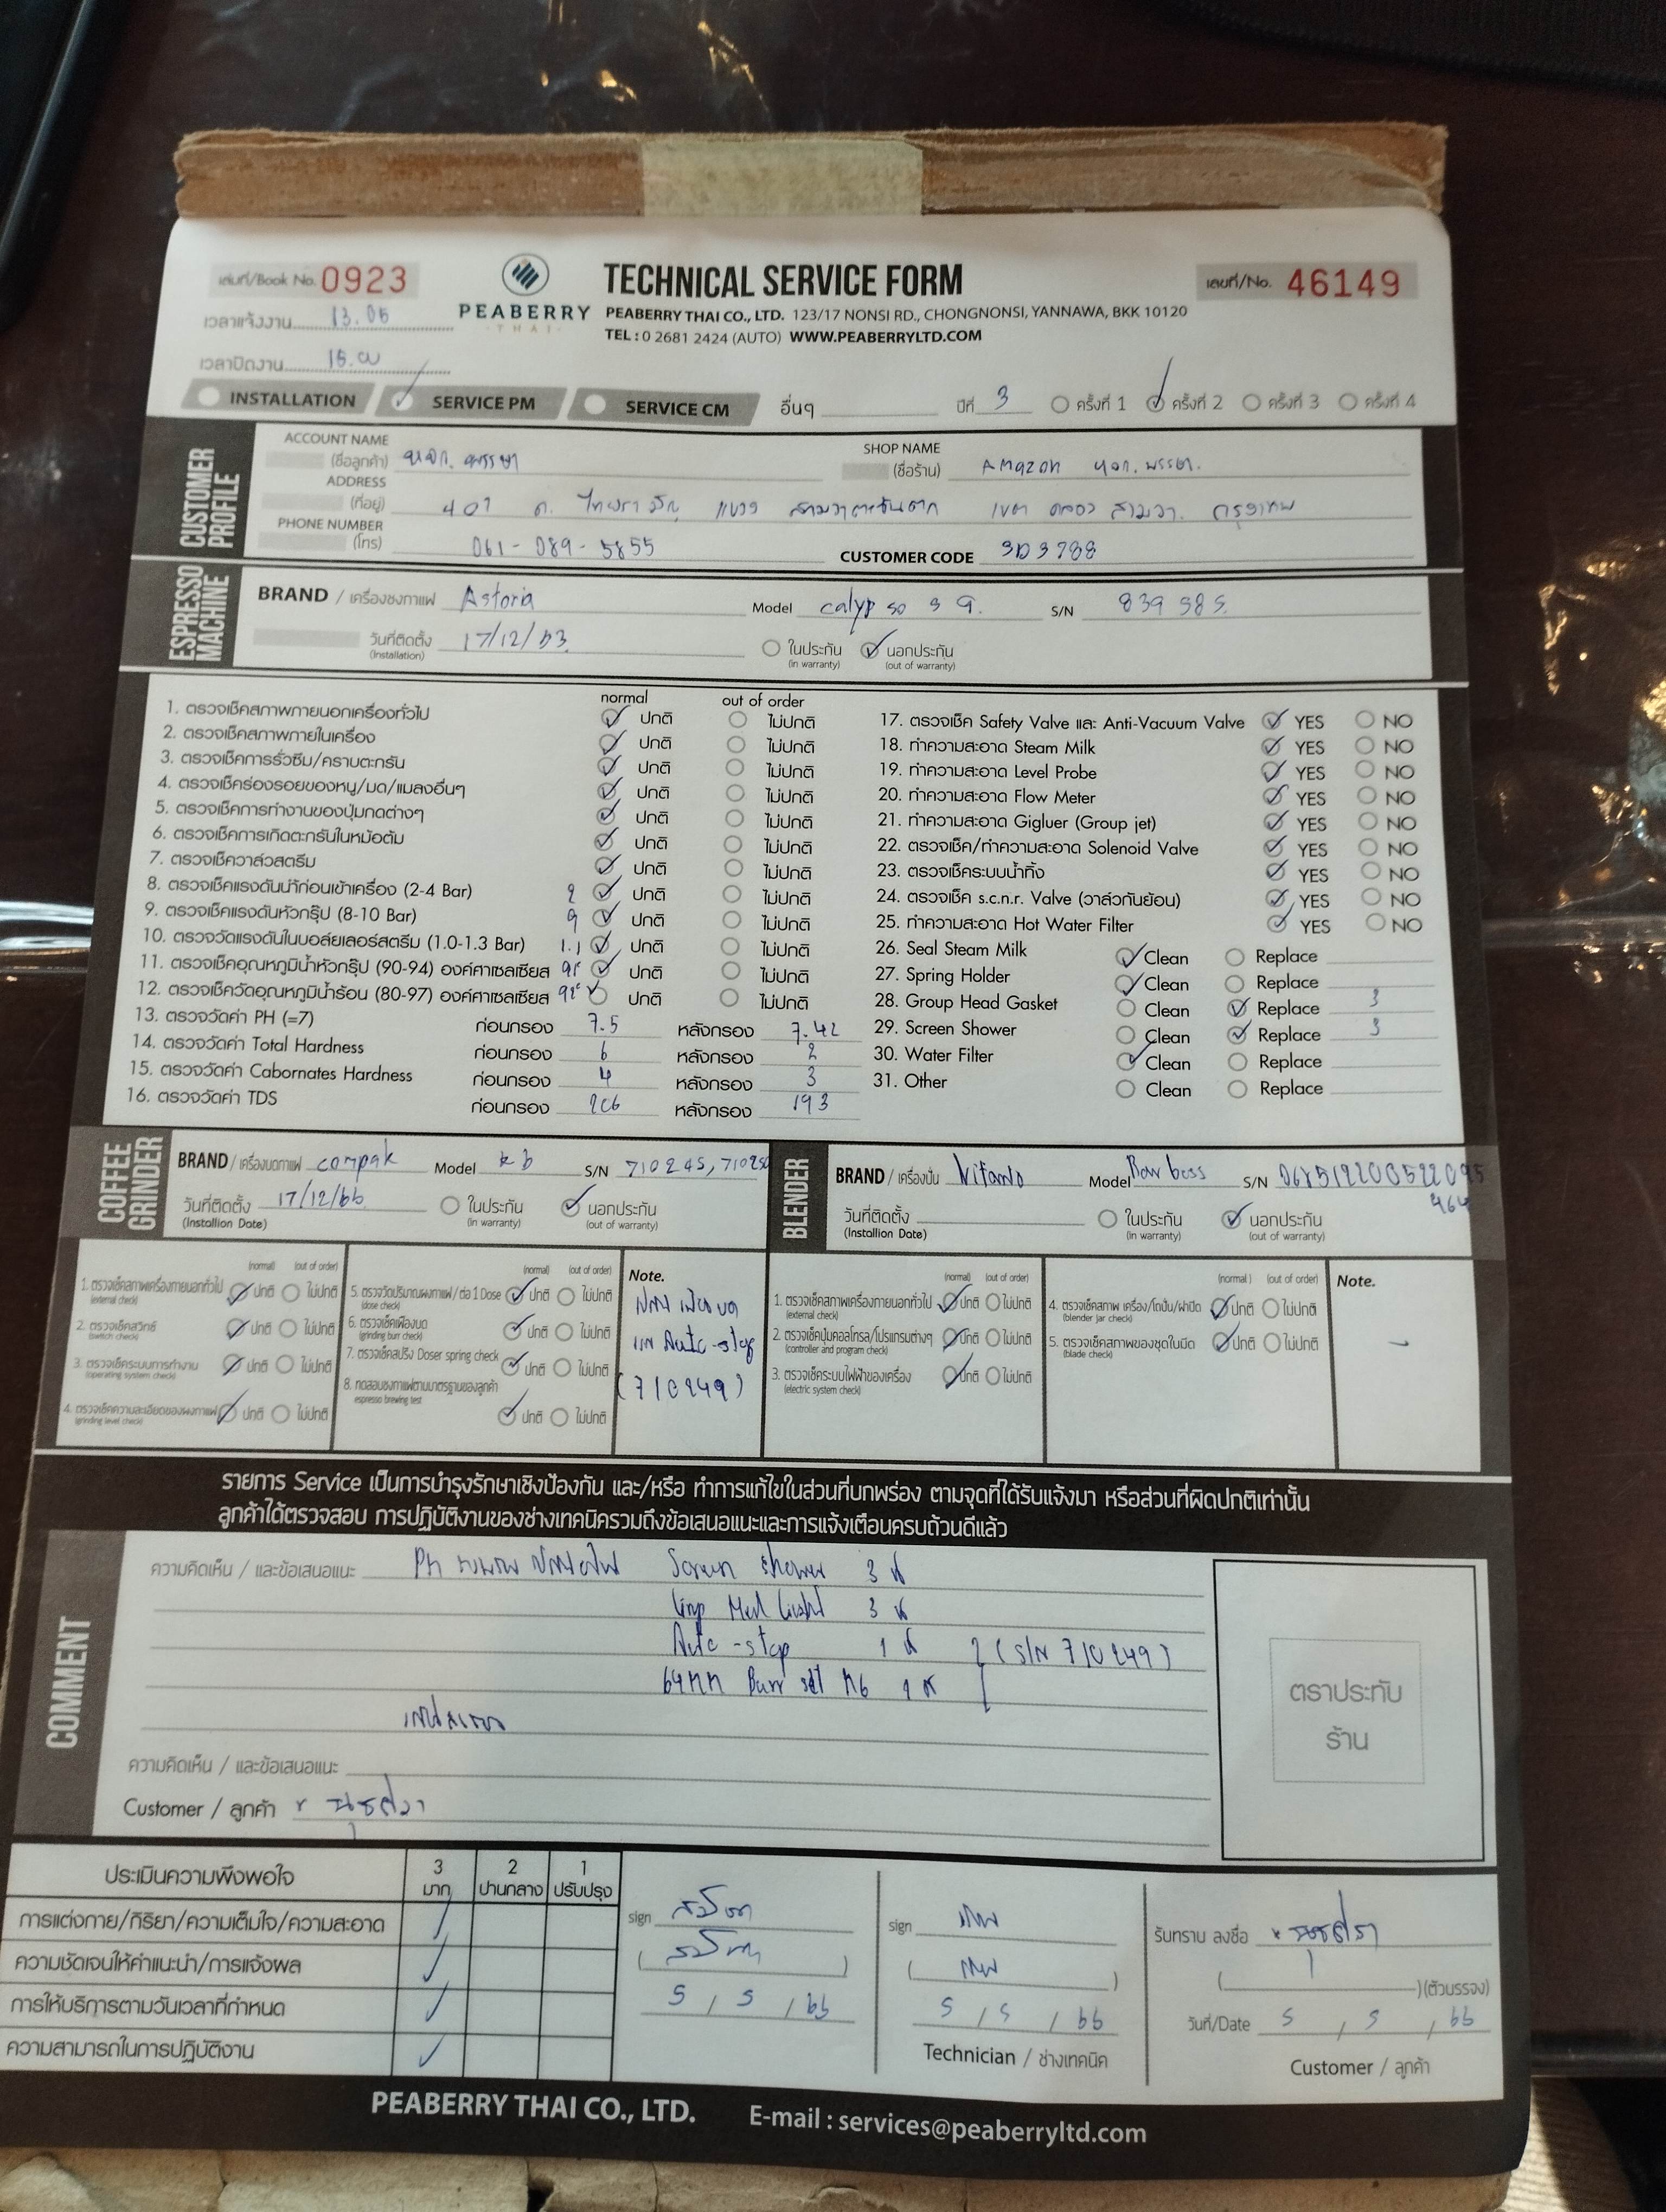 เล่มที่/Book No. 0923
PEABERRY
THAI
TECHNICAL SERVICE FORM
เลขที่/No. 46149
PEABERRY THAI CO., LTD. 123/17 NONSI RD., CHONGNONSI, YANNAWA, BKK 10120
TEL : 0 2681 2424 (AUTO) WWW.PEABERRYLTD.COM
เวลาแจ้งงาน 13.05
เวลาปิดงาน 15.00
INSTALLATION SERVICE PM SERVICE CM อื่นๆ ปีที่ 3 ครั้งที่ 1 ครั้งที่ 2 ครั้งที่ 3 ครั้งที่ 4
CUSTOMER PROFILE
ACCOUNT NAME
(ชื่อลูกค้า)
SHOP NAME
(ชื่อร้าน) Amazon
ADDRESS
(ที่อยู่) 407 ถ. แขวง สามวาตะวันตก เขต คลองสามวา กรุงเทพ
PHONE NUMBER
(โทร) 061-089-5855
CUSTOMER CODE 3D3788
ESPRESSO MACHINE
BRAND / เครื่องชงกาแฟ Astoria Model calypso 3 G. S/N 839585
วันที่ติดตั้ง 17/12/63 ในประกัน นอกประกัน
(Installation) (in warranty) (out of warranty)
normal out of order
1. ตรวจเช็คสภาพภายนอกเครื่องทั่วไป ปกติ ไม่ปกติ
2. ตรวจเช็คสภาพภายในเครื่อง ปกติ ไม่ปกติ
3. ตรวจเช็คการรั่วซึม/คราบตะกรัน ปกติ ไม่ปกติ
4. ตรวจเช็คร่องรอยของหนู/มด/แมลงอื่นๆ ปกติ ไม่ปกติ
5. ตรวจเช็คการทำงานของปุ่มกดต่างๆ ปกติ ไม่ปกติ
6. ตรวจเช็คการเกิดตะกรันในหม้อต้ม ปกติ ไม่ปกติ
7. ตรวจเช็ควาล์วสตรีม ปกติ ไม่ปกติ
8. ตรวจเช็คแรงดันน้ำก่อนเข้าเครื่อง (2-4 Bar) 2 ปกติ ไม่ปกติ
9. ตรวจเช็คแรงดันหัวกรุ๊ป (8-10 Bar) 9 ปกติ ไม่ปกติ
10. ตรวจวัดแรงดันในบอล์ยเลอร์สตรีม (1.0-1.3 Bar) 1.1 ปกติ ไม่ปกติ
11. ตรวจเช็คอุณหภูมิน้ำหัวกรุ๊ป (90-94) องศ์ศาเซลเซียส ปกติ ไม่ปกติ
12. ตรวจเช็ควัดอุณหภูมิน้ำร้อน (80-97) องศ์ศาเซลเซียส ปกติ ไม่ปกติ
13. ตรวจวัดค่า PH (=7) ก่อนกรอง 7.5 หลังกรอง 7.42
14. ตรวจวัดค่า Total Hardness ก่อนกรอง 6 หลังกรอง 2
15. ตรวจวัดค่า Cabornates Hardness ก่อนกรอง 4 หลังกรอง 3
16. ตรวจวัดค่า TDS ก่อนกรอง 206 หลังกรอง 193
17. ตรวจเช็ค Safety Valve และ Anti-Vacuum Valve YES NO
18. ทำความสะอาด Steam Milk YES NO
19. ทำความสะอาด Level Probe YES NO
20. ทำความสะอาด Flow Meter YES NO
21. ทำความสะอาด Gigluer (Group jet) YES NO
22. ตรวจเช็ค/ทำความสะอาด Solenoid Valve YES NO
23. ตรวจเช็คระบบน้ำทิ้ง YES NO
24. ตรวจเช็ค s.c.n.r. Valve (วาล์วกันย้อน) YES NO
25. ทำความสะอาด Hot Water Filter YES NO
26. Seal Steam Milk Clean Replace
27. Spring Holder Clean Replace
28. Group Head Gasket Clean Replace 3
29. Screen Shower Clean Replace 3
30. Water Filter Clean Replace
31. Other Clean Replace
COFFEE GRINDER
BRAND / เครื่องบดกาแฟ compak Model k6 S/N 710245,
วันที่ติดตั้ง 17/12/66 ในประกัน นอกประกัน
(Installion Date) (in warranty) (out of warranty)
BLENDER
BRAND / เครื่องปั่น Model S/N
วันที่ติดตั้ง ในประกัน นอกประกัน
(Installion Date) (in warranty) (out of warranty)
(normal) (out of order)
1. ตรวจเช็คสภาพเครื่องภายนอกทั่วไป ปกติ ไม่ปกติ
(external check)
2. ตรวจเช็คสวิทซ์ ปกติ ไม่ปกติ
(switch check)
3. ตรวจเช็คระบบการทำงาน ปกติ ไม่ปกติ
(operating system check)
4. ตรวจเช็คความละเอียดของผงกาแฟ ปกติ ไม่ปกติ
(grinding level check)
(normal) (out of order)
5. ตรวจวัดปริมาณผงกาแฟ / ต่อ 1 Dose ปกติ ไม่ปกติ
(dose check)
6. ตรวจเช็คเฟืองบด ปกติ ไม่ปกติ
(grinding burr check)
7. ตรวจเช็คสปริง Doser spring check ปกติ ไม่ปกติ
8. ทดสอบชงกาแฟตามมาตรฐานของลูกค้า
espresso brewing test ปกติ ไม่ปกติ
Note.
เฟืองบด
Auto-stop
(710249)
(normal) (out of order)
1. ตรวจเช็คสภาพเครื่องภายนอกทั่วไป ปกติ ไม่ปกติ
(external check)
2. ตรวจเช็คปุ่มคอลโทรล/โปรแกรมต่างๆ ปกติ ไม่ปกติ
(controller and program check)
3. ตรวจเช็คระบบไฟฟ้าของเครื่อง ปกติ ไม่ปกติ
(electric system check)
(normal) (out of order)
4. ตรวจเช็คสภาพ เครื่อง/โถปั่น/ฝาปิด ปกติ ไม่ปกติ
(blender jar check)
5. ตรวจเช็คสภาพของชุดใบมีด ปกติ ไม่ปกติ
(blade check)
Note.
รายการ Service เป็นการบำรุงรักษาเชิงป้องกัน และ/หรือ ทำการแก้ไขในส่วนที่บกพร่อง ตามจุดที่ได้รับแจ้งมา หรือส่วนที่ผิดปกติเท่านั้น
ลูกค้าได้ตรวจสอบ การปฏิบัติงานของช่างเทคนิครวมถึงข้อเสนอแนะและการแจ้งเตือนครบถ้วนดีแล้ว
COMMENT
ความคิดเห็น / และข้อเสนอแนะ Screen shower 3
3
Auto-stop 1 (S/N 710249)
64mm Burr set k6 1
ความคิดเห็น / และข้อเสนอแนะ
Customer / ลูกค้า
ตราประทับ
ร้าน
ประเมินความพึงพอใจ 3 มาก 2 ปานกลาง 1 ปรับปรุง
การแต่งกาย/กิริยา/ความเต็มใจ/ความสะอาด
ความชัดเจนให้คำแนะนำ/การแจ้งผล
การให้บริการตามวันเวลาที่กำหนด
ความสามารถในการปฏิบัติงาน
sign
5 / 5 / 66
sign
5 / 5 / 66
Technician / ช่างเทคนิค
รับทราบ ลงชื่อ
(ตัวบรรจง)
วันที่/Date 5 / 5 / 66
Customer / ลูกค้า
PEABERRY THAI CO., LTD. E-mail : services@peaberryltd.com